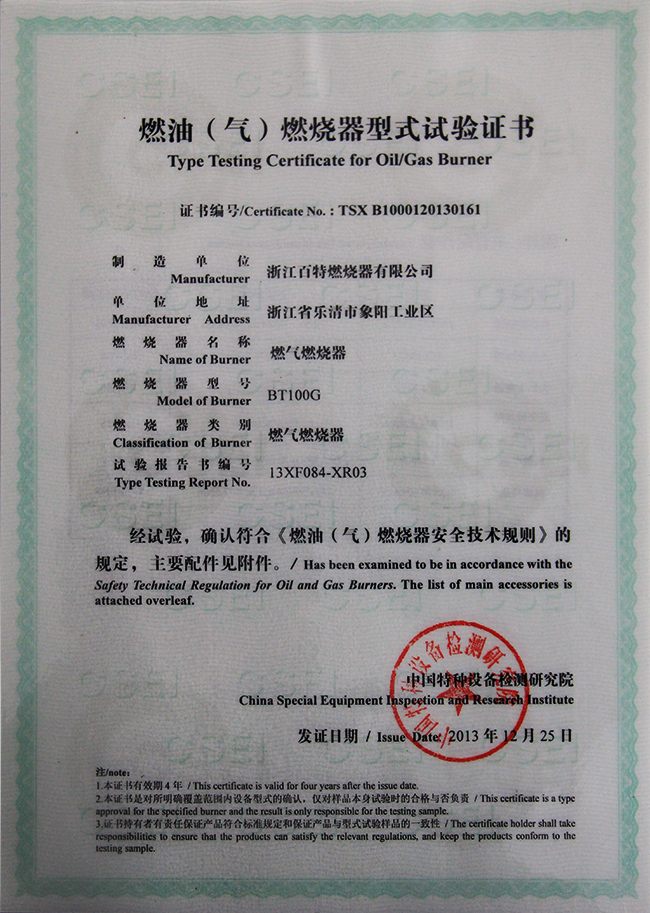 燃油（气）燃烧器型式试验证书
Type Testing Certificate for Oil/Gas Burner
证书编号/Certificate No. : TSX B1000120130161
制造单位 浙江百特燃烧器有限公司
Manufacturer
单位地址 浙江省乐清市象阳工业区
Manufacturer Address
燃烧器名称 燃气燃烧器
Name of Burner
燃烧器型号 BT100G
Model of Burner
燃烧器类别 燃气燃烧器
Classification of Burner
试验报告书编号 13XF084-XR03
Type Testing Report No.
经试验，确认符合《燃油（气）燃烧器安全技术规则》的
规定，主要配件见附件。/ Has been examined to be in accordance with the
Safety Technical Regulation for Oil and Gas Burners. The list of main accessories is
attached overleaf.
中国特种设备检测研究院
中国特种设备检测研究院
China Special Equipment Inspection and Research Institute
发证日期 / Issue Date: 2013 年 12 月 25 日
注/note:
1.本证书有效期 4 年 / This certificate is valid for four years after the issue date.
2.本证书是对所明确覆盖范围内设备型式的确认，仅对样品本身试验时的合格与否负责 / This certificate is a type
approval for the specified burner and the result is only responsible for the testing sample.
3.证书持有者有责任保证产品符合标准规定和保证产品与型式试验样品的一致性 / The certificate holder shall take
responsibilities to ensure that the products can satisfy the relevant regulations, and keep the products conform to the
testing sample.